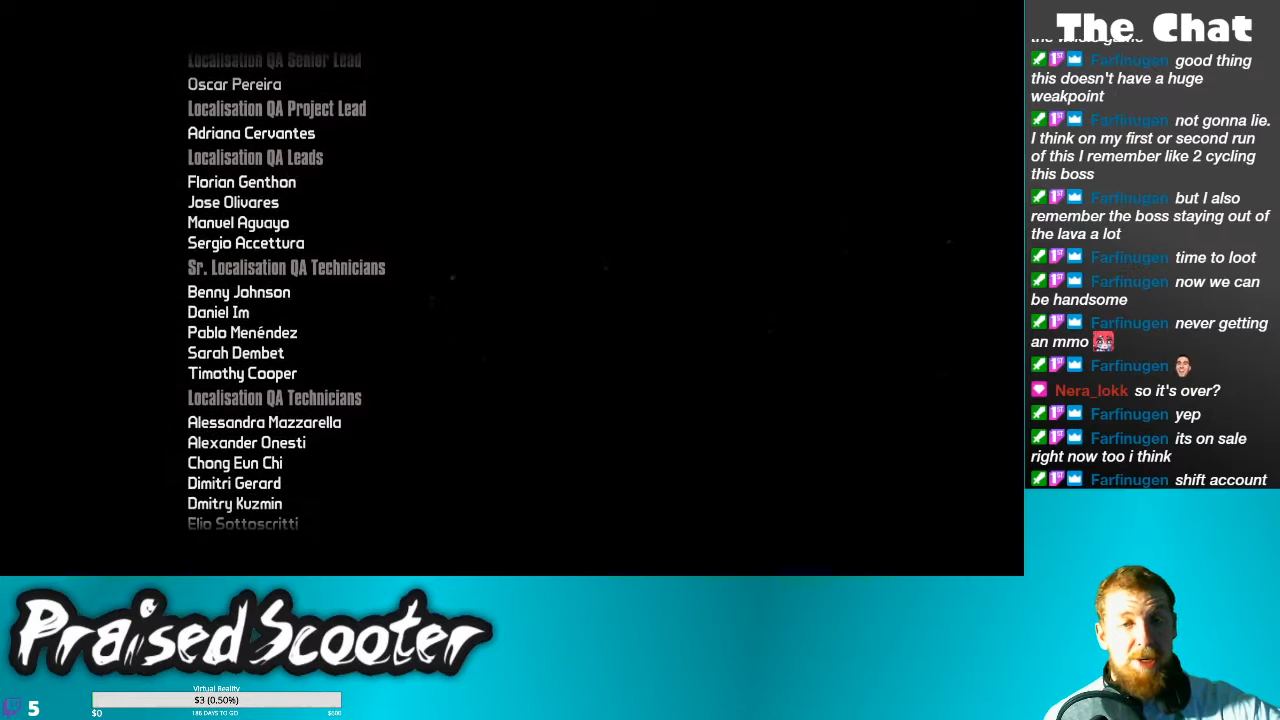 Localisation QA Senior Lead
Oscar Pereira
Localisation QA Project Lead
Adriana Cervantes
Localisation QA Leads
Florian Genthon
Jose Olivares
Manuel Aguayo
Sergio Accettura
Sr. Localisation QA Technicians
Benny Johnson
Daniel Im
Pablo Menéndez
Sarah Dembet
Timothy Cooper
Localisation QA Technicians
Alessandra Mazzarella
Alexander Onesti
Chong Eun Chi
Dimitri Gerard
Dmitry Kuzmin
Elio Sottoscritti
The Chat
Farfinugen good thing
this doesn't have a huge
weakpoint
Farfinugen not gonna lie.
I think on my first or second run
of this I remember like 2 cycling
this boss
Farfinugen but I also
remember the boss staying out of
the lava a lot
Farfinugen time to loot
Farfinugen now we can
be handsome
Farfinugen never getting
an mmo
Farfinugen
Nera_lokk so it's over?
Farfinugen yep
Farfinugen its on sale
right now too i think
Farfinugen shift account
PraisedScooter
5
Virtual Reality
$3 (0.50%)
$0
186 DAYS TO GO
$600